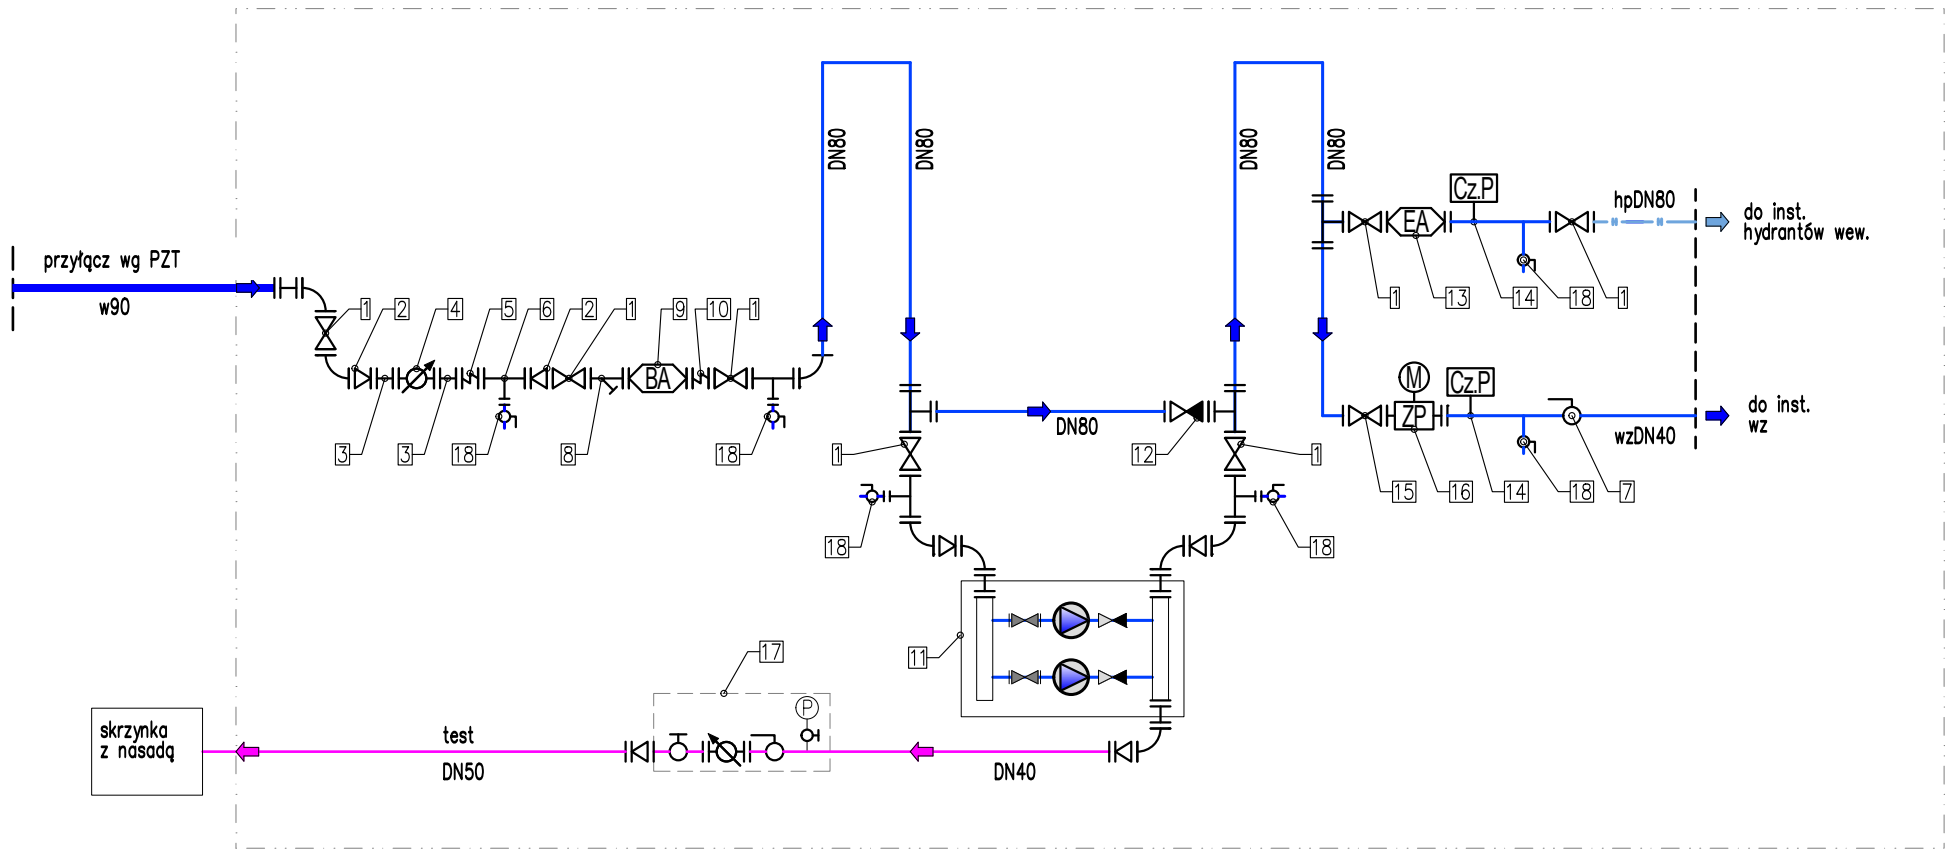 DN80
DN80
DN80
DN80
Cz.P
hpDN80
do inst.
hydrantów wew.
EA
przyłącz wg PZT
w90
1
2
4
5
6
2
1
9
10
1
1
13
14
18
1
BA
M
Cz.P
ZP
do inst.
wz
DN80
wzDN40
3
3
18
8
18
1
12
1
15
16
14
18
7
18
18
11
17
P
skrzynka
z nasadą
test
DN50
DN40